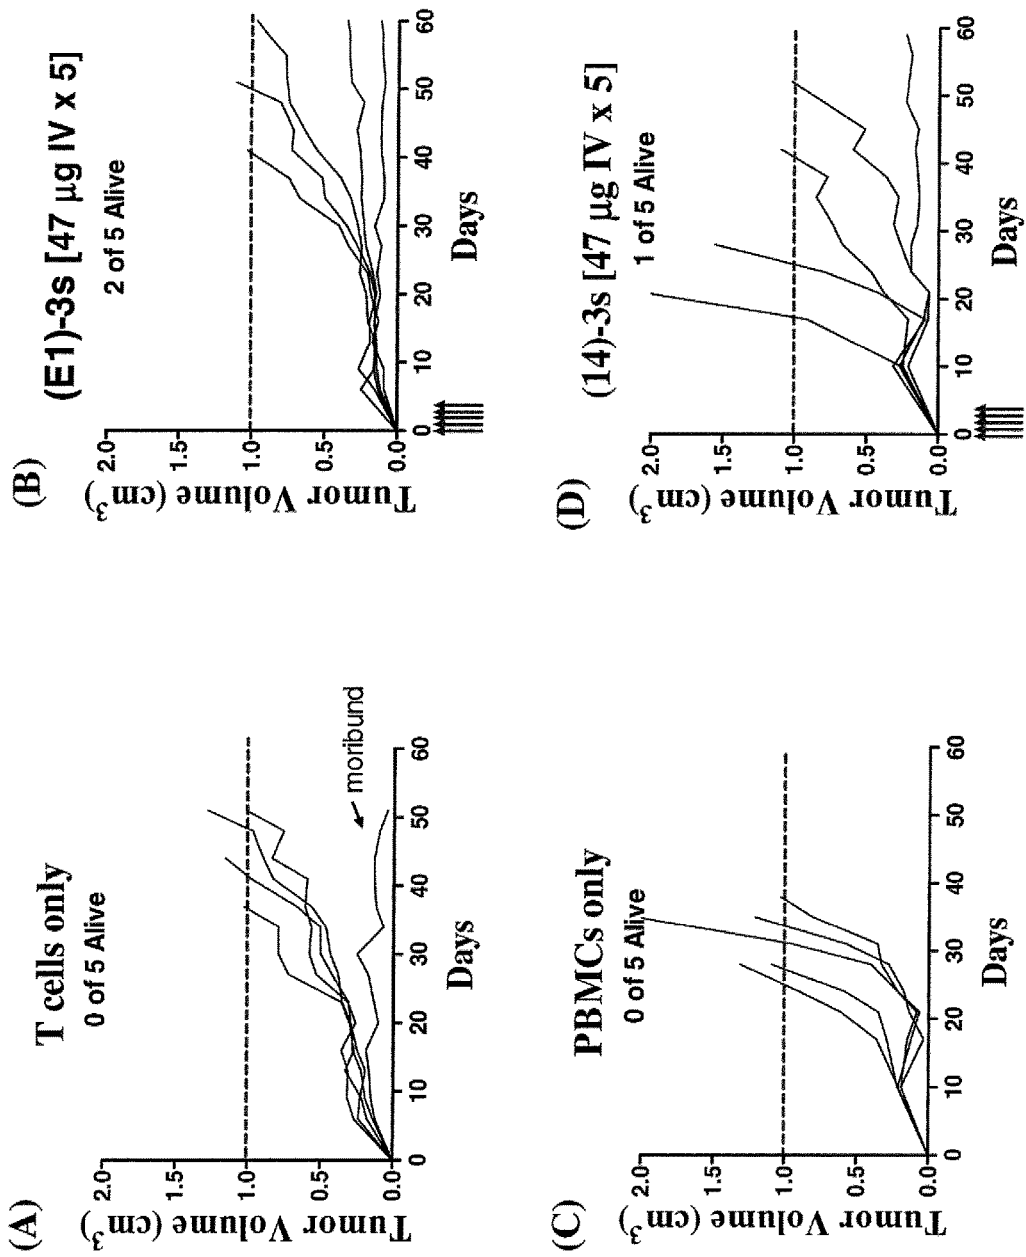 (A)
T cells only
0 of 5 Alive
Tumor Volume (cm3)
2.0
1.5
1.0
0.5
0.0
moribund
0 10 20 30 40 50 60
Days
(B)
(E1)-3s [47 µg IV x 5]
2 of 5 Alive
Tumor Volume (cm3)
2.0
1.5
1.0
0.5
0.0
0 10 20 30 40 50 60
Days
(C)
PBMCs only
0 of 5 Alive
Tumor Volume (cm3)
2.0
1.5
1.0
0.5
0.0
0 10 20 30 40 50 60
Days
(D)
(14)-3s [47 µg IV x 5]
1 of 5 Alive
Tumor Volume (cm3)
2.0
1.5
1.0
0.5
0.0
0 10 20 30 40 50 60
Days